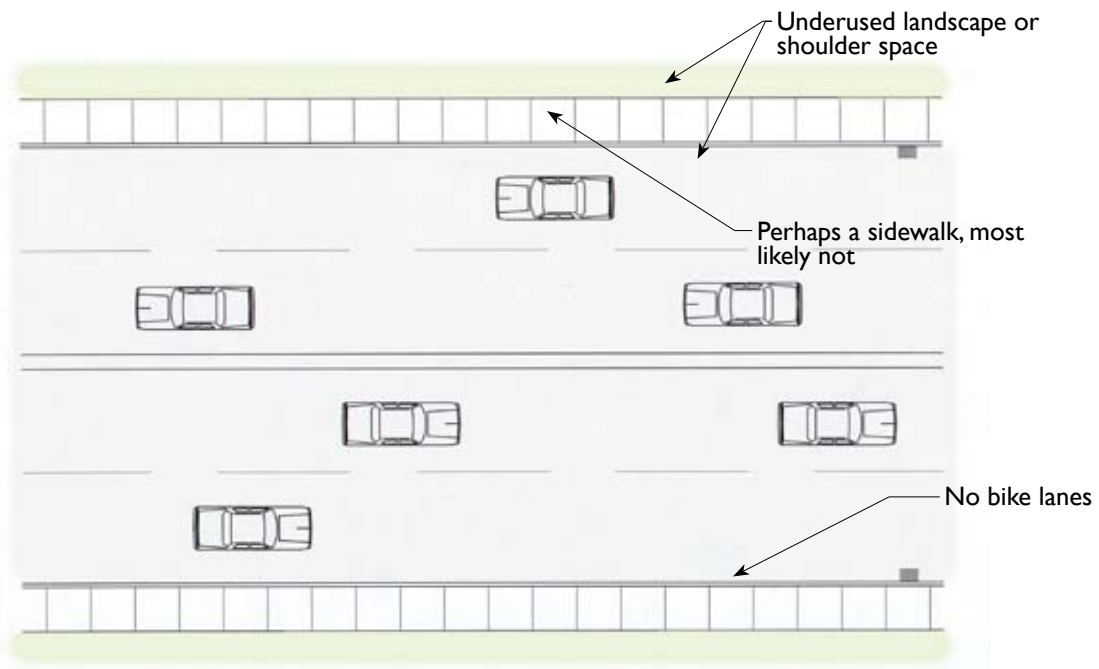 Underused landscape or
shoulder space
Perhaps a sidewalk, most
likely not
No bike lanes